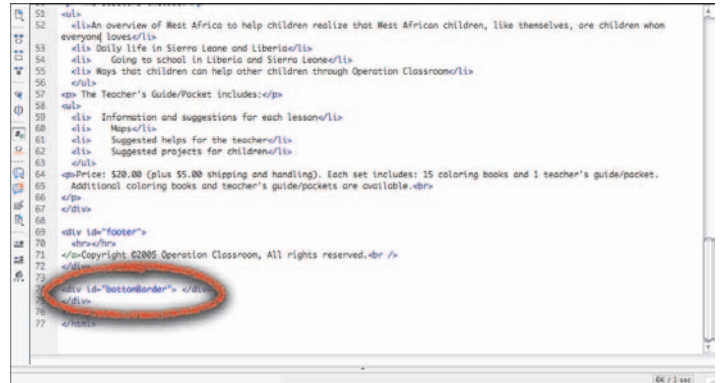 51 <ul>
52 <li>An overview of West Africa to help children realize that West African children, like themselves, are children whom
everyone loves</li>
53 <li> Daily life in Sierra Leone and Liberia</li>
54 <li> Going to school in Liberia and Sierra Leone</li>
55 <li> Ways that children can help other children through Operation Classroom</li>
56 </ul>
57 <p> The Teacher's Guide/Packet includes:</p>
58 <ul>
59 <li> Information and suggestions for each lesson</li>
60 <li> Maps</li>
61 <li> Suggested helps for the teacher</li>
62 <li> Suggested projects for children</li>
63 </ul>
64 <p>Price: $20.00 (plus $5.00 shipping and handling). Each set includes: 15 coloring books and 1 teacher's guide/packet.
65 Additional coloring books and teacher's guide/packets are available.<br>
66 </p>
67 </div>
68
69 <div id="footer">
70 <hr></hr>
71 </a>Copyright ©2005 Operation Classroom, All rights reserved.<br />
72 </div>
73
<div id="bottomBorder"> </div>
</div>
76
77 </html>
6K / 1 sec